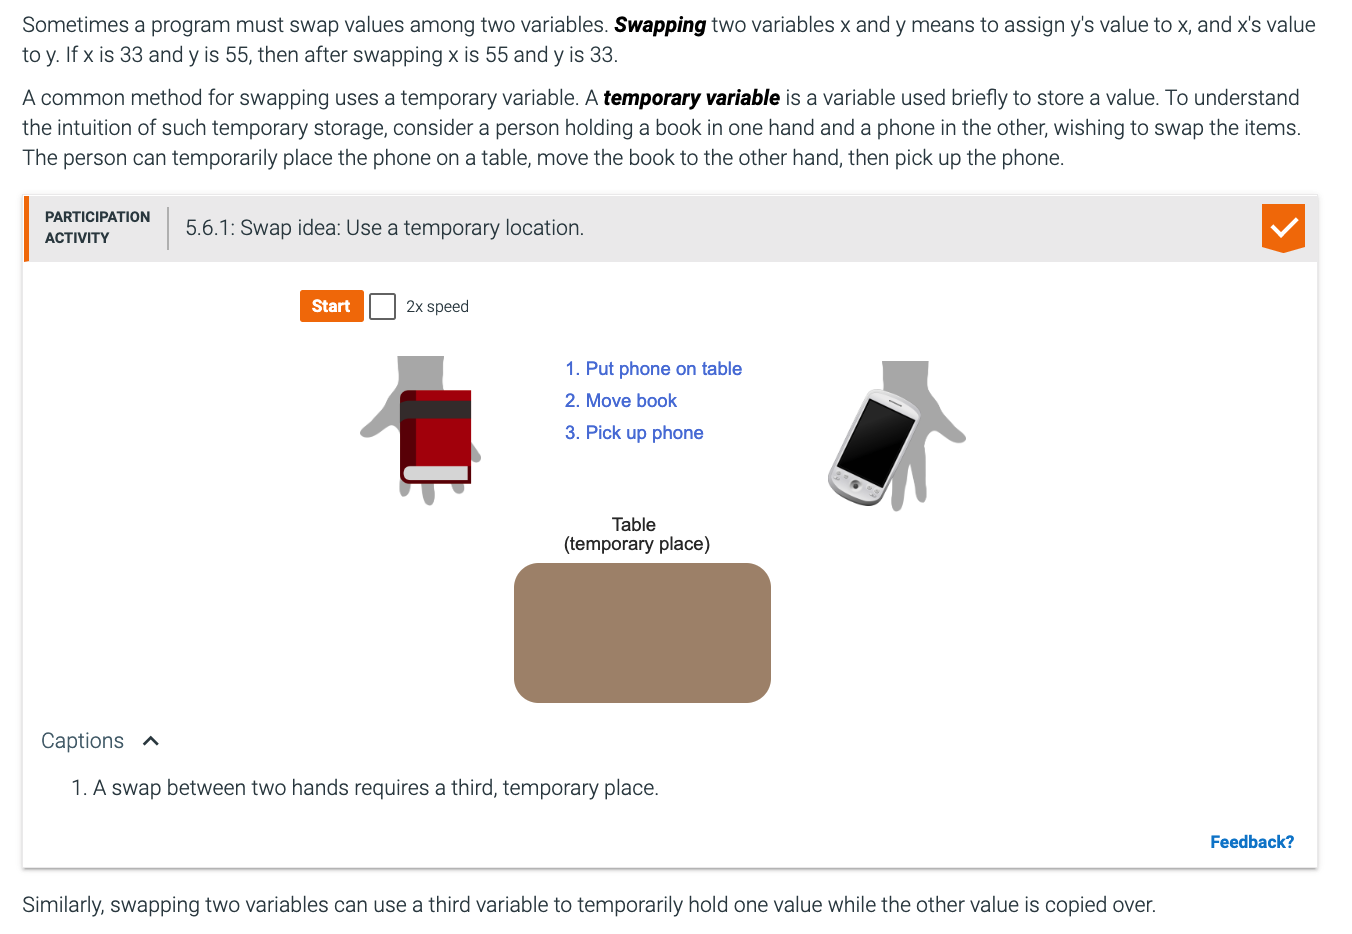 Sometimes a program must swap values among two variables. Swapping two variables x and y means to assign y's value to x, and x's value
to y. If x is 33 and y is 55, then after swapping x is 55 and y is 33.
A common method for swapping uses a temporary variable. A temporary variable is a variable used briefly to store a value. To understand
the intuition of such temporary storage, consider a person holding a book in one hand and a phone in the other, wishing to swap the items.
The person can temporarily place the phone on a table, move the book to the other hand, then pick up the phone.
PARTICIPATION
ACTIVITY
5.6.1: Swap idea: Use a temporary location.
Start
2x speed
1. Put phone on table
2. Move book
3. Pick up phone
Table
(temporary place)
Captions
1. A swap between two hands requires a third, temporary place.
Feedback?
Similarly, swapping two variables can use a third variable to temporarily hold one value while the other value is copied over.